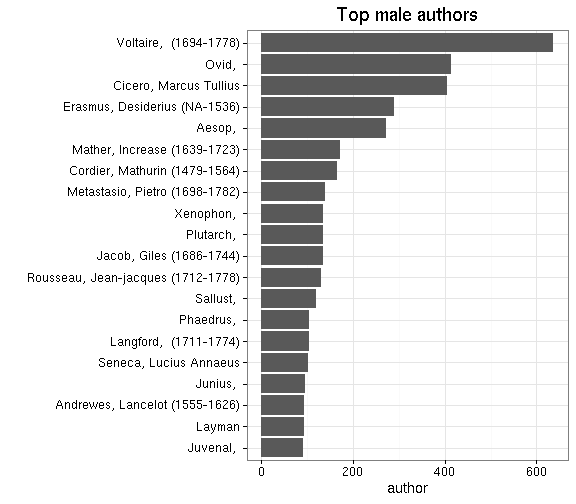 Top male authors
Voltaire,  (1694-1778)
Ovid,
Cicero, Marcus Tullius
Erasmus, Desiderius (NA-1536)
Aesop,
Mather, Increase (1639-1723)
Cordier, Mathurin (1479-1564)
Metastasio, Pietro (1698-1782)
Xenophon,
Plutarch,
Jacob, Giles (1686-1744)
Rousseau, Jean-jacques (1712-1778)
Sallust,
Phaedrus,
Langford,  (1711-1774)
Seneca, Lucius Annaeus
Junius,
Andrewes, Lancelot (1555-1626)
Layman
Juvenal,
0 200 400 600
author